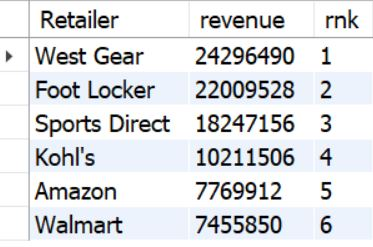 Retailer revenue rnk
West Gear 24296490 1
Foot Locker 22009528 2
Sports Direct 18247156 3
Kohl's 10211506 4
Amazon 7769912 5
Walmart 7455850 6